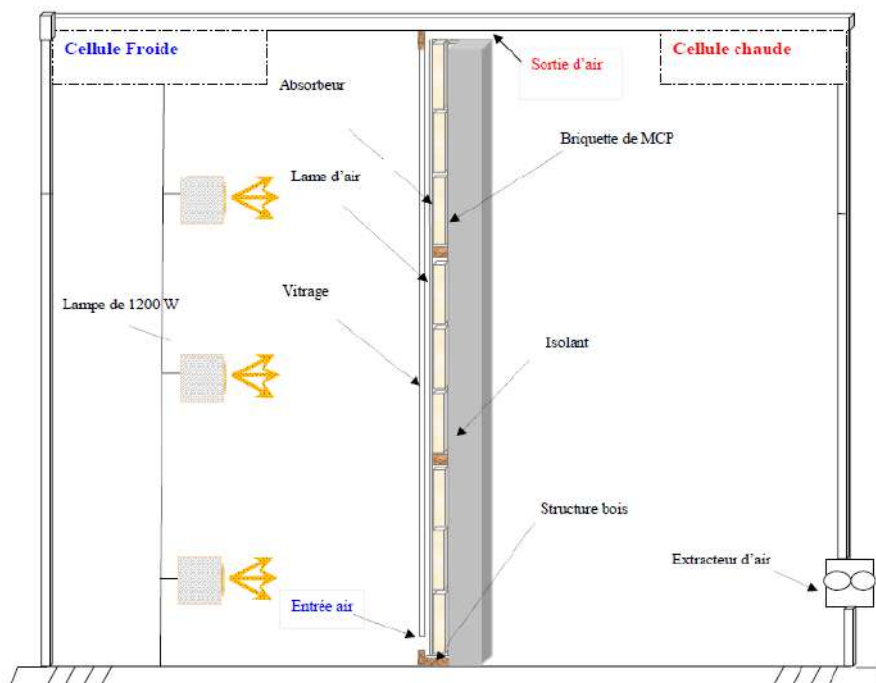 Cellule Froide
Cellule chaude
Sortie d’air
Absorbeur
Briquette de MCP
Lame d’air
Vitrage
Lampe de 1200 W
Isolant
Structure bois
Extracteur d’air
Entrée air